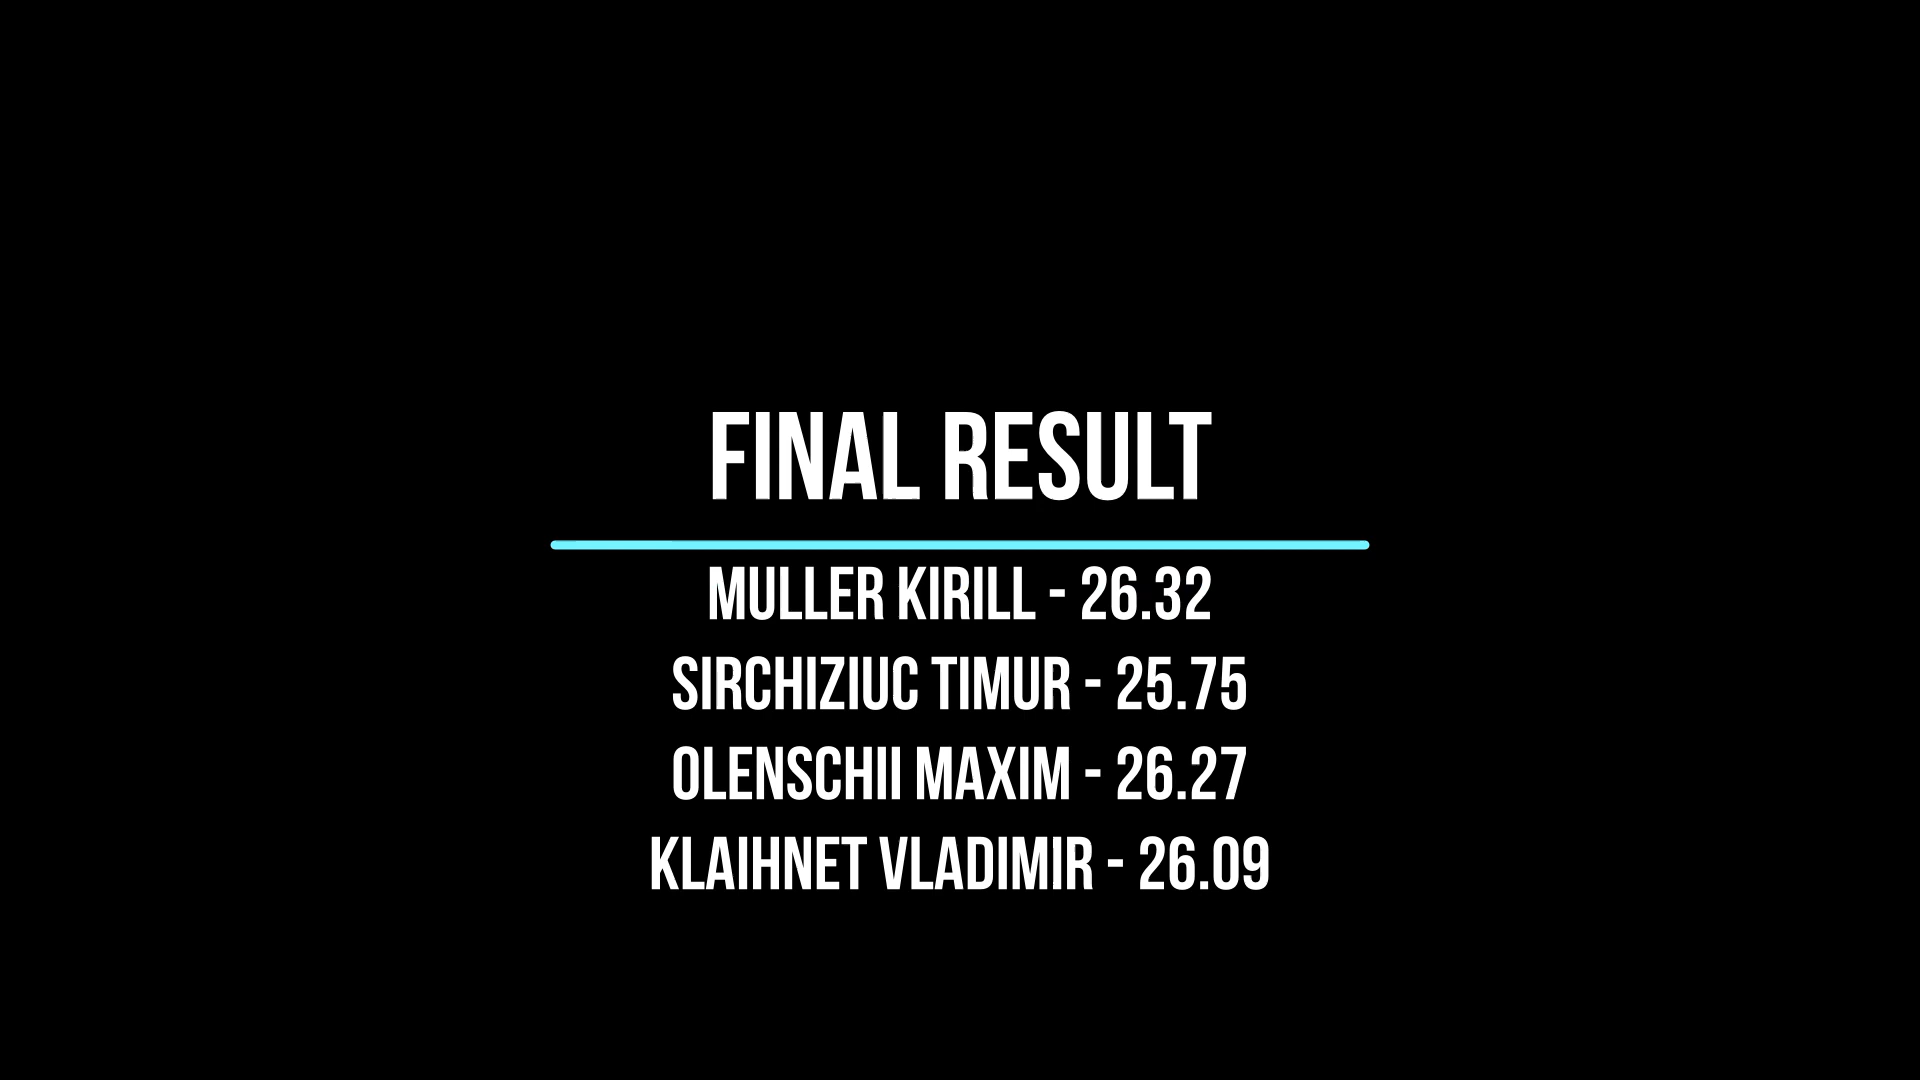 FINAL RESULT
MULLER KIRILL - 26.32
SIRCHIZIUC TIMUR - 25.75
OLENSCHII MAXIM - 26.27
KLAIHNET VLADIMIR - 26.09